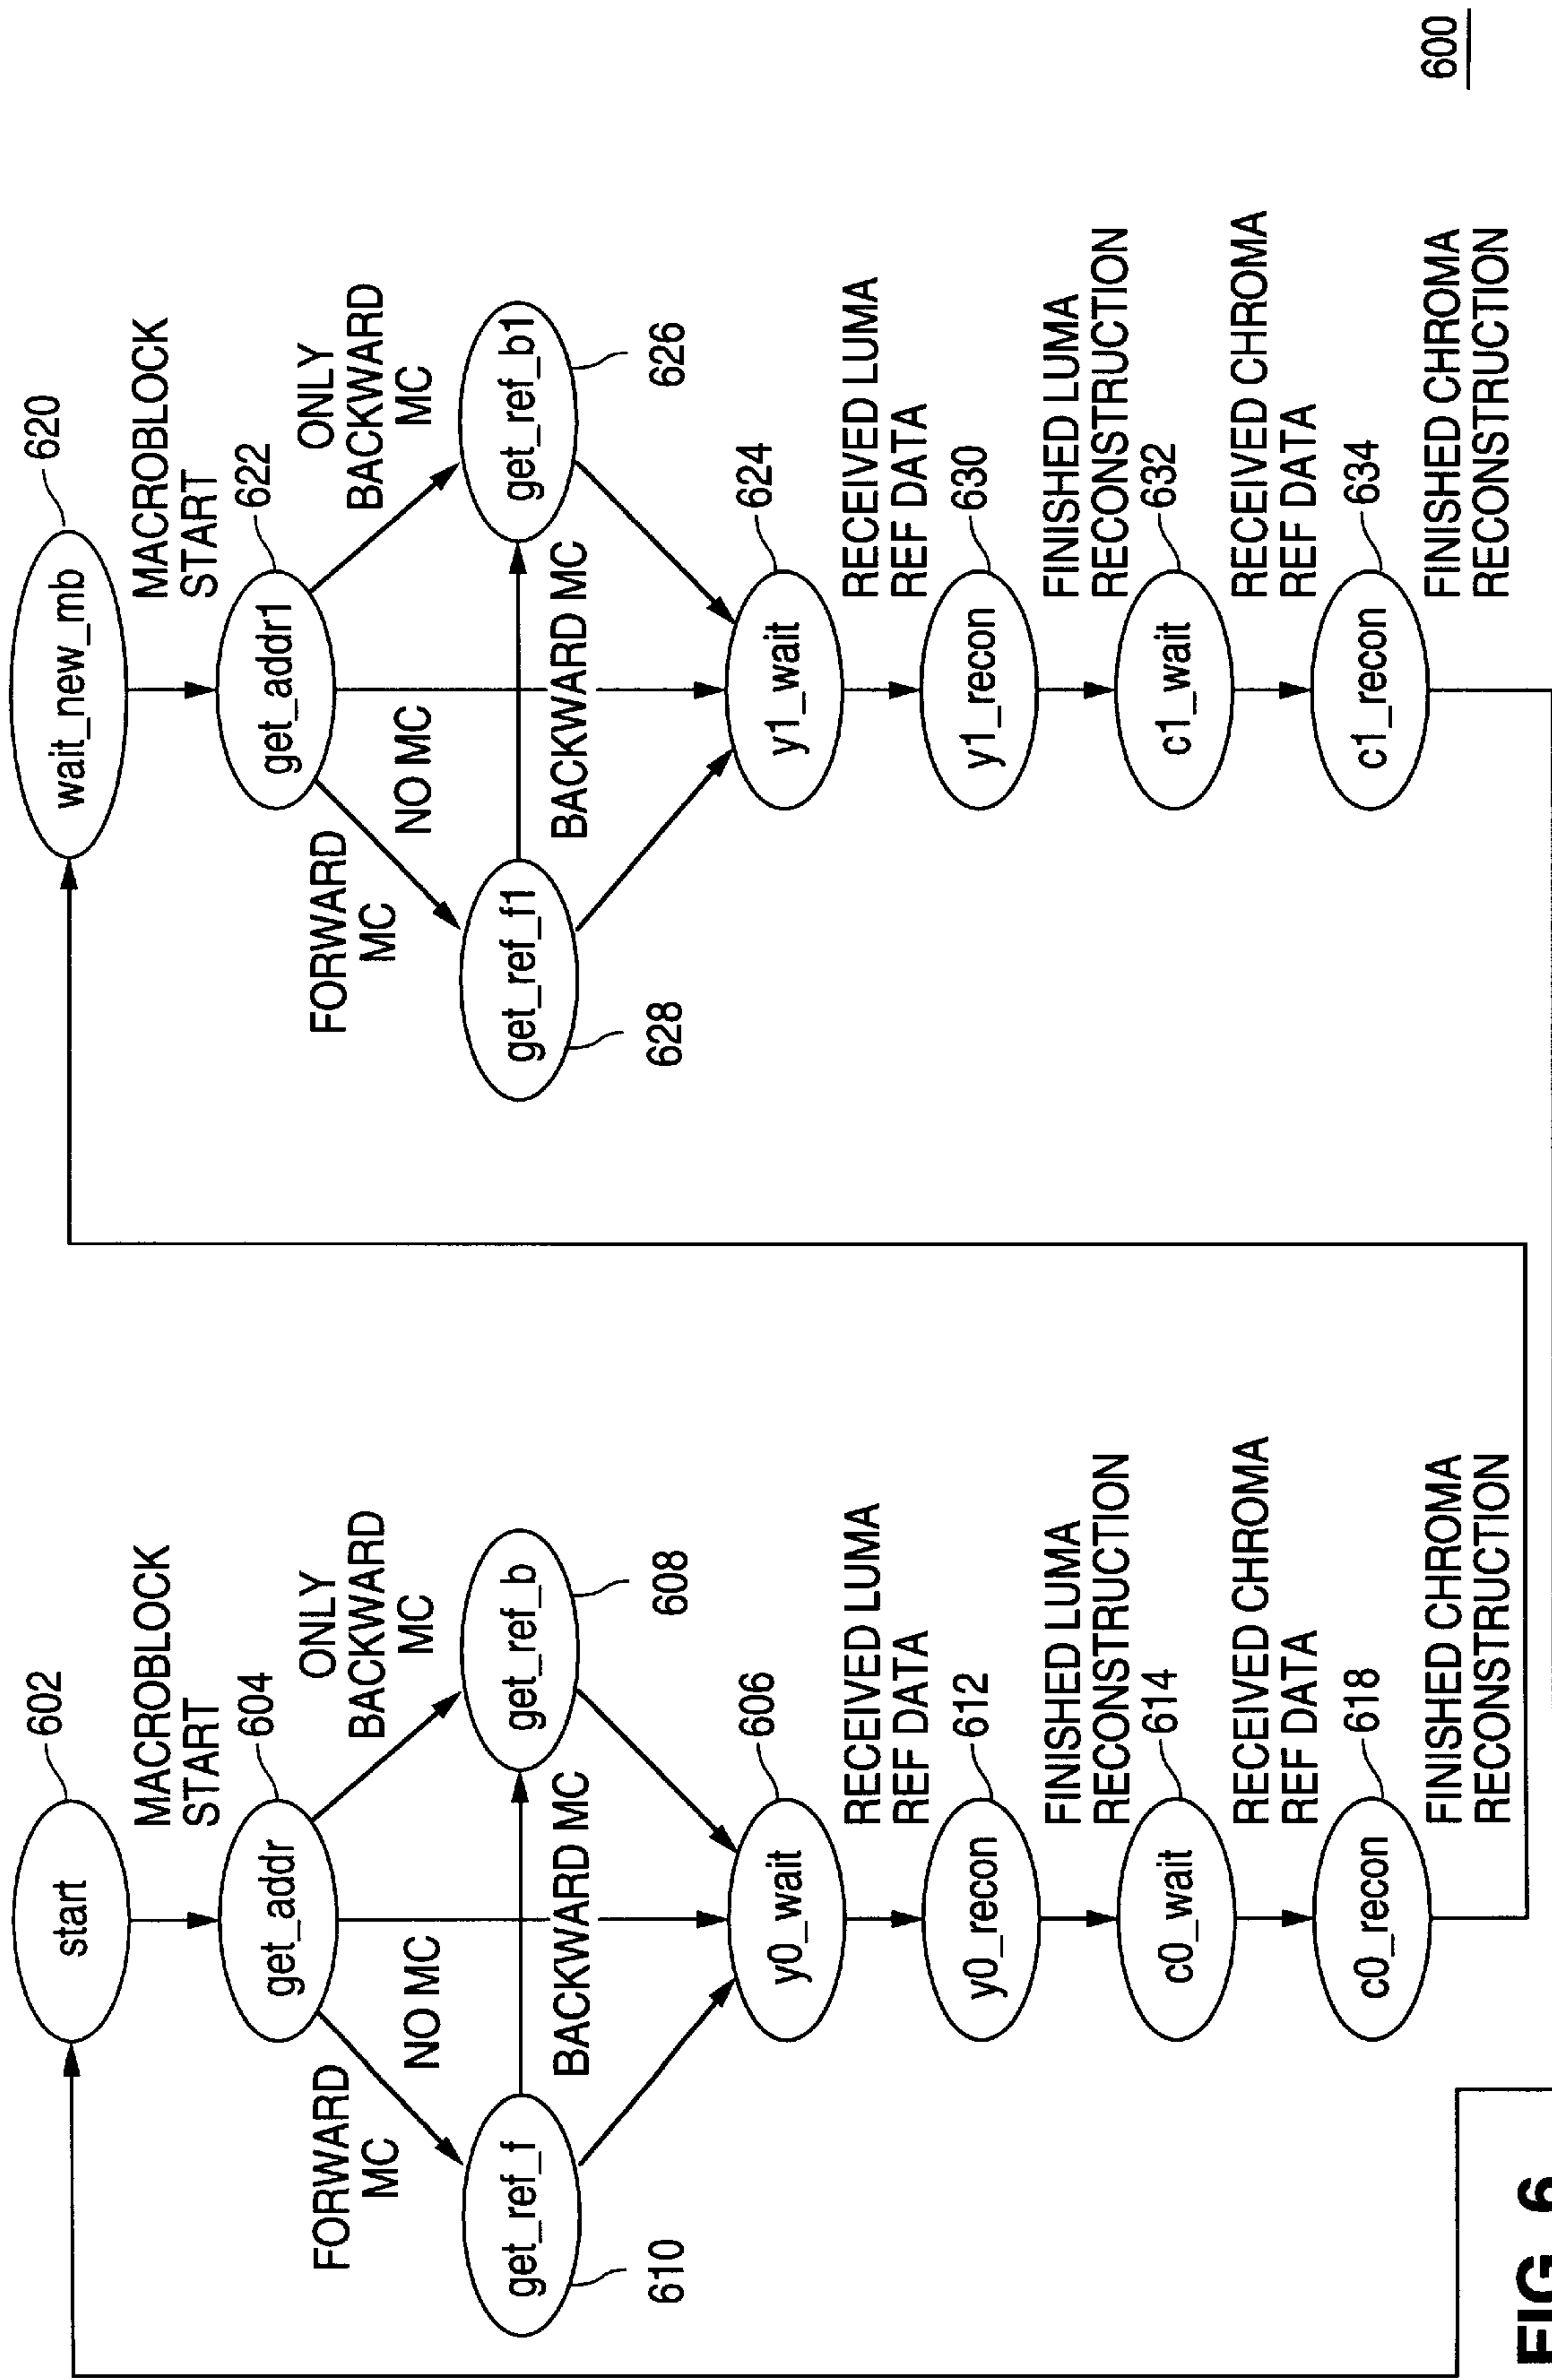 start
602
MACROBLOCK
START
get_addr
604
FORWARD
MC
NO MC
ONLY
BACKWARD
MC
get_ref_f
610
BACKWARD MC
get_ref_b
608
y0_wait
606
RECEIVED LUMA
REF DATA
y0_recon
612
FINISHED LUMA
RECONSTRUCTION
c0_wait
614
RECEIVED CHROMA
REF DATA
c0_recon
618
FINISHED CHROMA
RECONSTRUCTION
wait_new_mb
620
MACROBLOCK
START
get_addr1
622
FORWARD
MC
NO MC
ONLY
BACKWARD
MC
get_ref_f1
628
BACKWARD MC
get_ref_b1
626
y1_wait
624
RECEIVED LUMA
REF DATA
y1_recon
630
FINISHED LUMA
RECONSTRUCTION
c1_wait
632
RECEIVED CHROMA
REF DATA
c1_recon
634
FINISHED CHROMA
RECONSTRUCTION
600
FIG. 6